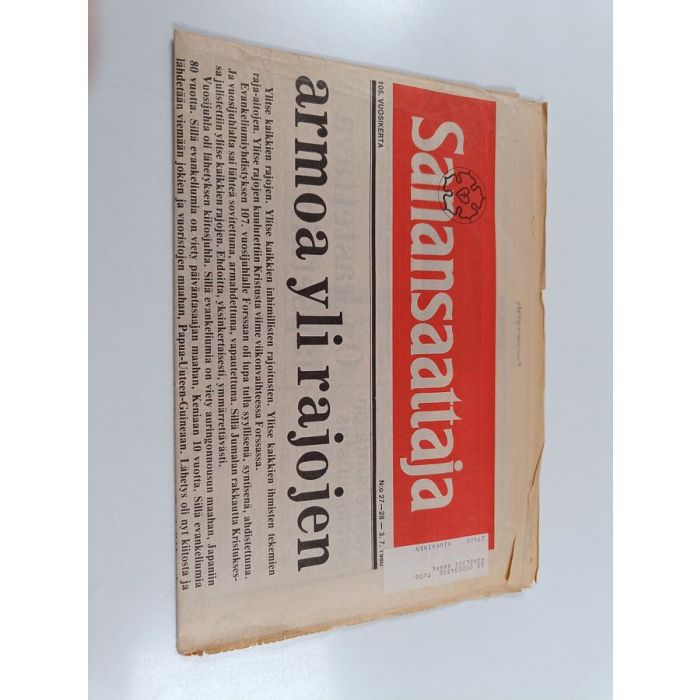 Sanansaattaja
106. VUOSIKERTA
N:o 27–28 — 3. 7. 1980
27410
KIUKAINEN
armoa yli rajojen
Ylitse kaikkien rajojen. Ylitse kaikkien inhimillisten rajoitusten. Ylitse kaikkien ihmisten tekemien
raja-aitojen. Ylitse rajojen kuulutettiin Kristusta viime viikonvaihteessa Forssassa.
Evankeliumiyhdistyksen 107. vuosijuhlalle Forssaan oli lupa tulla syyllisenä, syntisenä, ahdistettuna.
Ja vuosijuhlalta sai lähteä sovitettuna, armahdettuna, vapautettuna. Sillä Jumalan rakkautta Kristukses-
sa julistettiin ylitse kaikkien rajojen. Ehdoitta, yksinkertaisesti, ymmärrettävästi.
Vuosijuhla oli lähetyksen kiitosjuhla. Sillä evankeliumia on viety auringonnousun maahan, Japaniin
80 vuotta. Sillä evankeliumia on viety päiväntasaajan maahan, Keniaan 10 vuotta. Sillä evankeliumia
lähdetään viemään jokien ja vuoristojen maahan, Papua-Uuteen-Guineaan. Lähetys oli nyt kiitosta ja